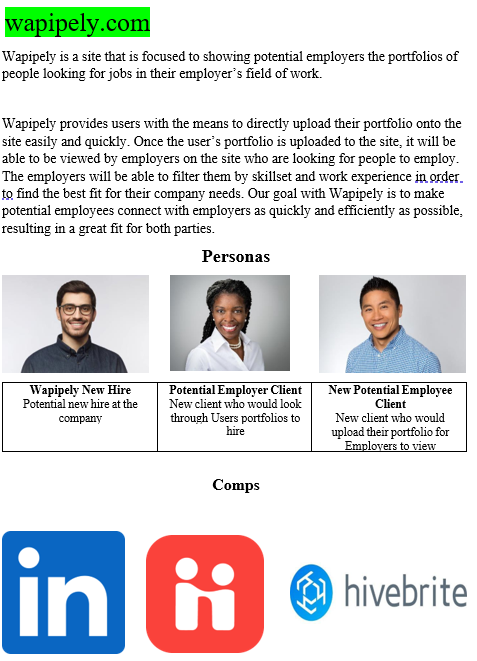 wapipely.com
Wapipely is a site that is focused to showing potential employers the portfolios of
people looking for jobs in their employer’s field of work.
Wapipely provides users with the means to directly upload their portfolio onto the
site easily and quickly. Once the user’s portfolio is uploaded to the site, it will be
able to be viewed by employers on the site who are looking for people to employ.
The employers will be able to filter them by skillset and work experience in order
to find the best fit for their company needs. Our goal with Wapipely is to make
potential employees connect with employers as quickly and efficiently as possible,
resulting in a great fit for both parties.
Personas
Wapipely New Hire
Potential new hire at the
company
Potential Employer Client
New client who would look
through Users portfolios to
hire
New Potential Employee
Client
New client who would
upload their portfolio for
Employers to view
Comps
in
hivebrite